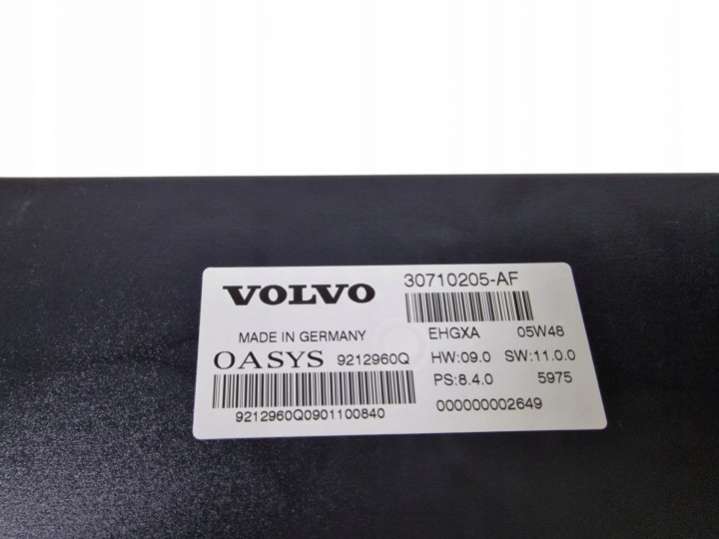 VOLVO 30710205-AF
MADE IN GERMANY EHGXA 05W48
OASYS 9212960Q HW:09.0 SW:11.0.0
PS:8.4.0 5975
9212960Q0901100840 000000002649